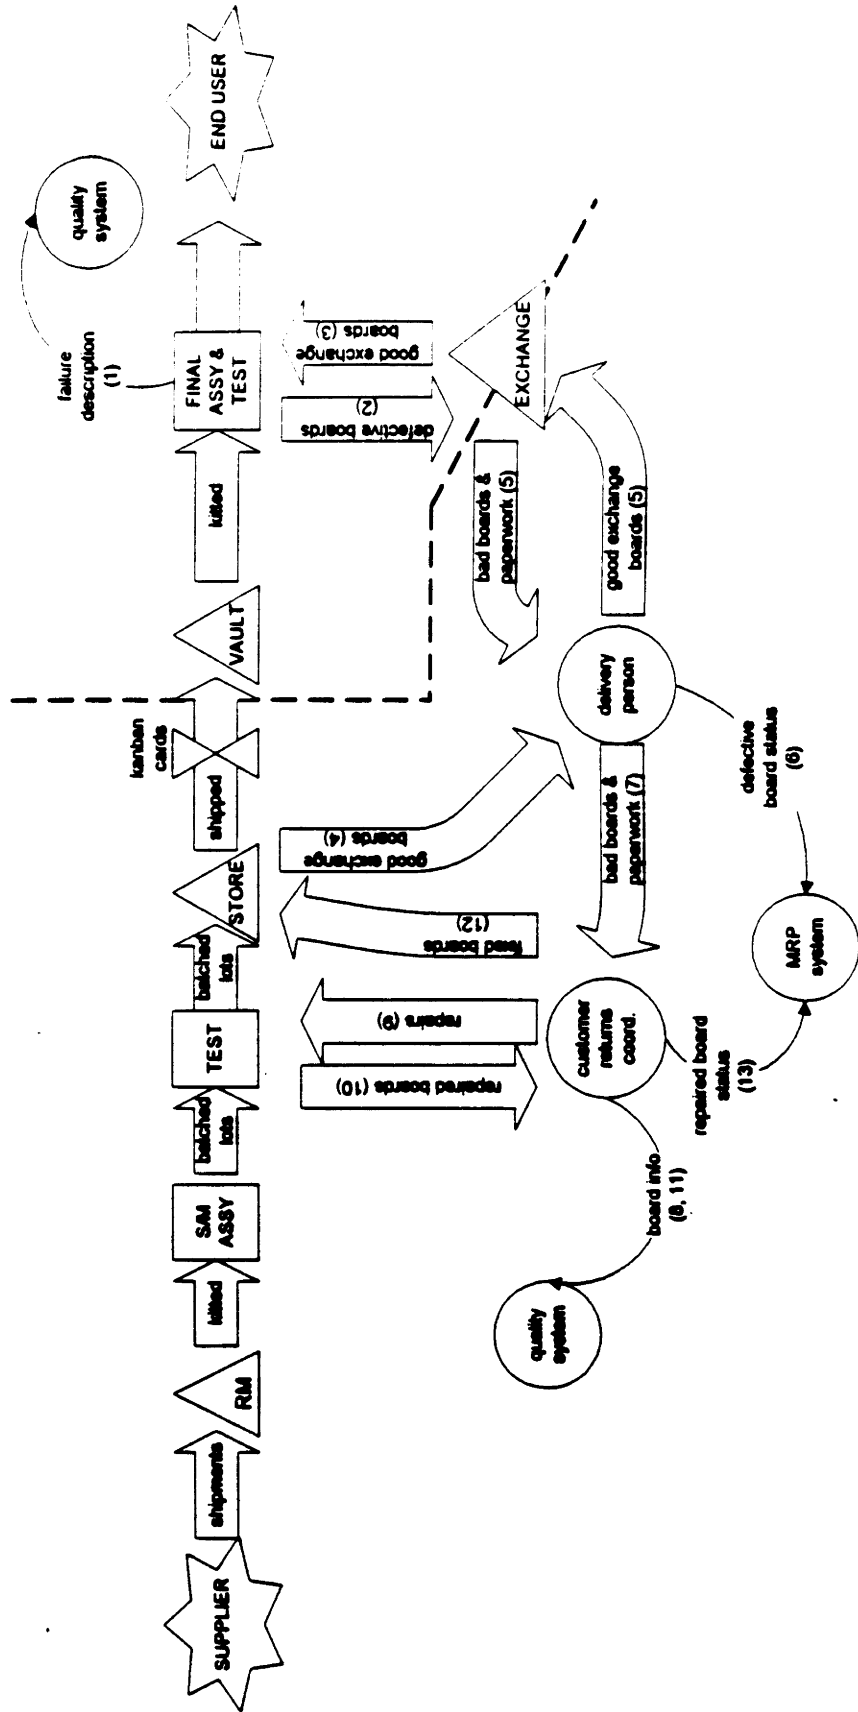 SUPPLIER
shipments
RM
kitted
S/M
ASSY
batched
lots
TEST
batched
lots
STORE
shipped
kanban
cards
VAULT
kitted
FINAL
ASSY &
TEST
END USER
failure
description
(1)
quality
system
defective boards
(2)
good exchange
boards (3)
EXCHANGE
good exchange
boards (4)
bad boards &
paperwork (5)
good exchange
boards (5)
delivery
person
defective
board status
(6)
bad boards &
paperwork (7)
MRP
system
customer
returns
coord.
board info
(8, 11)
quality
system
repairs (9)
repaired boards (10)
boards
(12)
repaired board
status
(13)